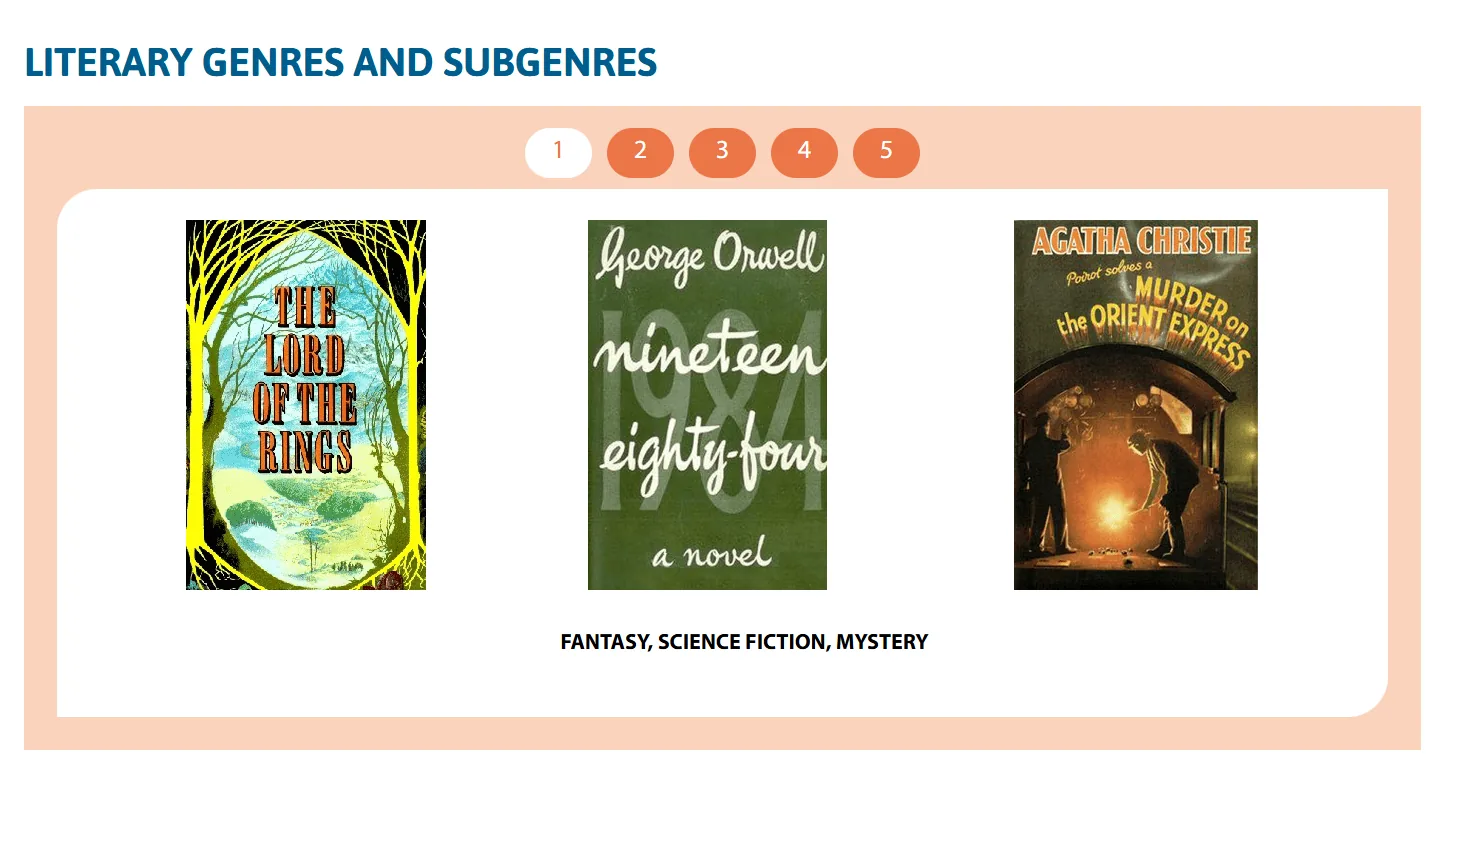 LITERARY GENRES AND SUBGENRES
1 2 3 4 5
THE
LORD
OF THE
RINGS
George Orwell
1984
nineteen
eighty-four
a novel
AGATHA CHRISTIE
Poirot solves a
MURDER on
the ORIENT EXPRESS
FANTASY, SCIENCE FICTION, MYSTERY